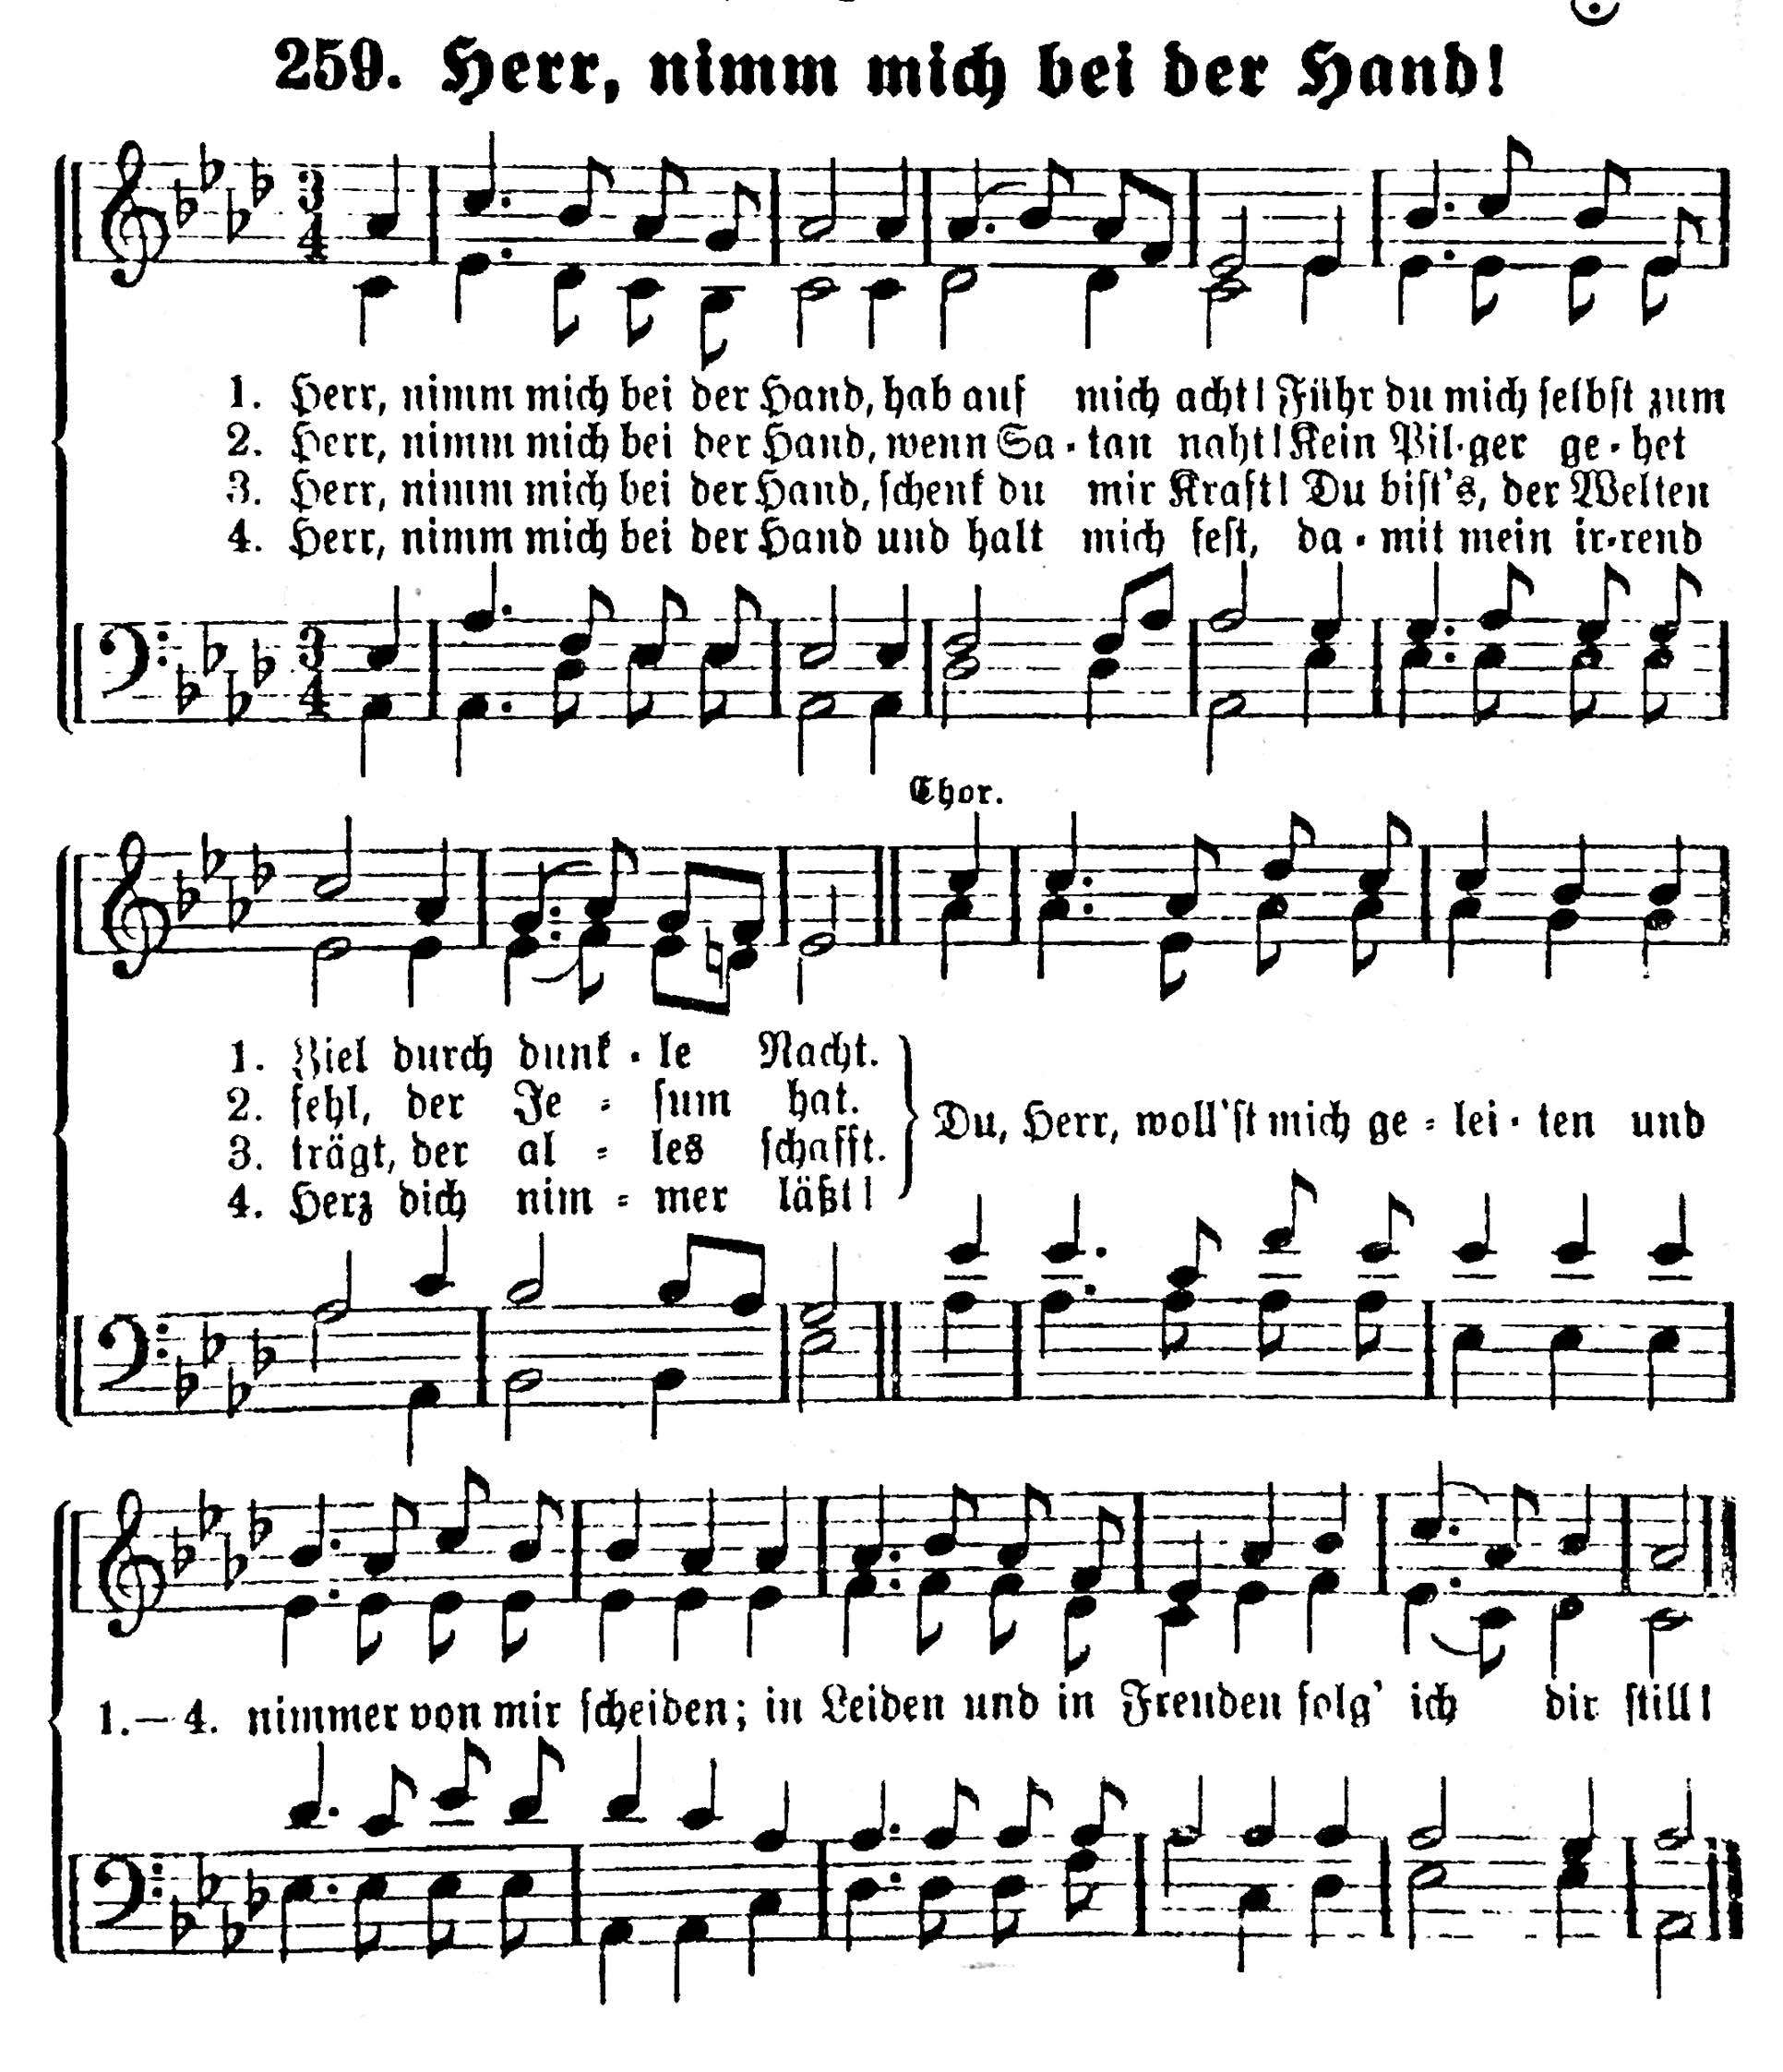 259. Herr, nimm mich bei der Hand!
1. Herr, nimm mich bei der Hand, hab auf mich acht! Führ du mich selbst zum
2. Herr, nimm mich bei der Hand, wenn Sa-tan naht! Kein Pil-ger ge-het
3. Herr, nimm mich bei der Hand, schenk du mir Kraft! Du bist's, der Welten
4. Herr, nimm mich bei der Hand und halt mich fest, da-mit mein ir-rend
Chor.
1. Ziel durch dunk-le Nacht.
2. fehl, der Je-sum hat.
3. trägt, der al-les schafft.
4. Herz dich nim-mer läßt!
Du, Herr, woll'st mich ge-lei-ten und
1.—4. nimmer von mir scheiden; in Leiden und in Freuden folg' ich dir still!